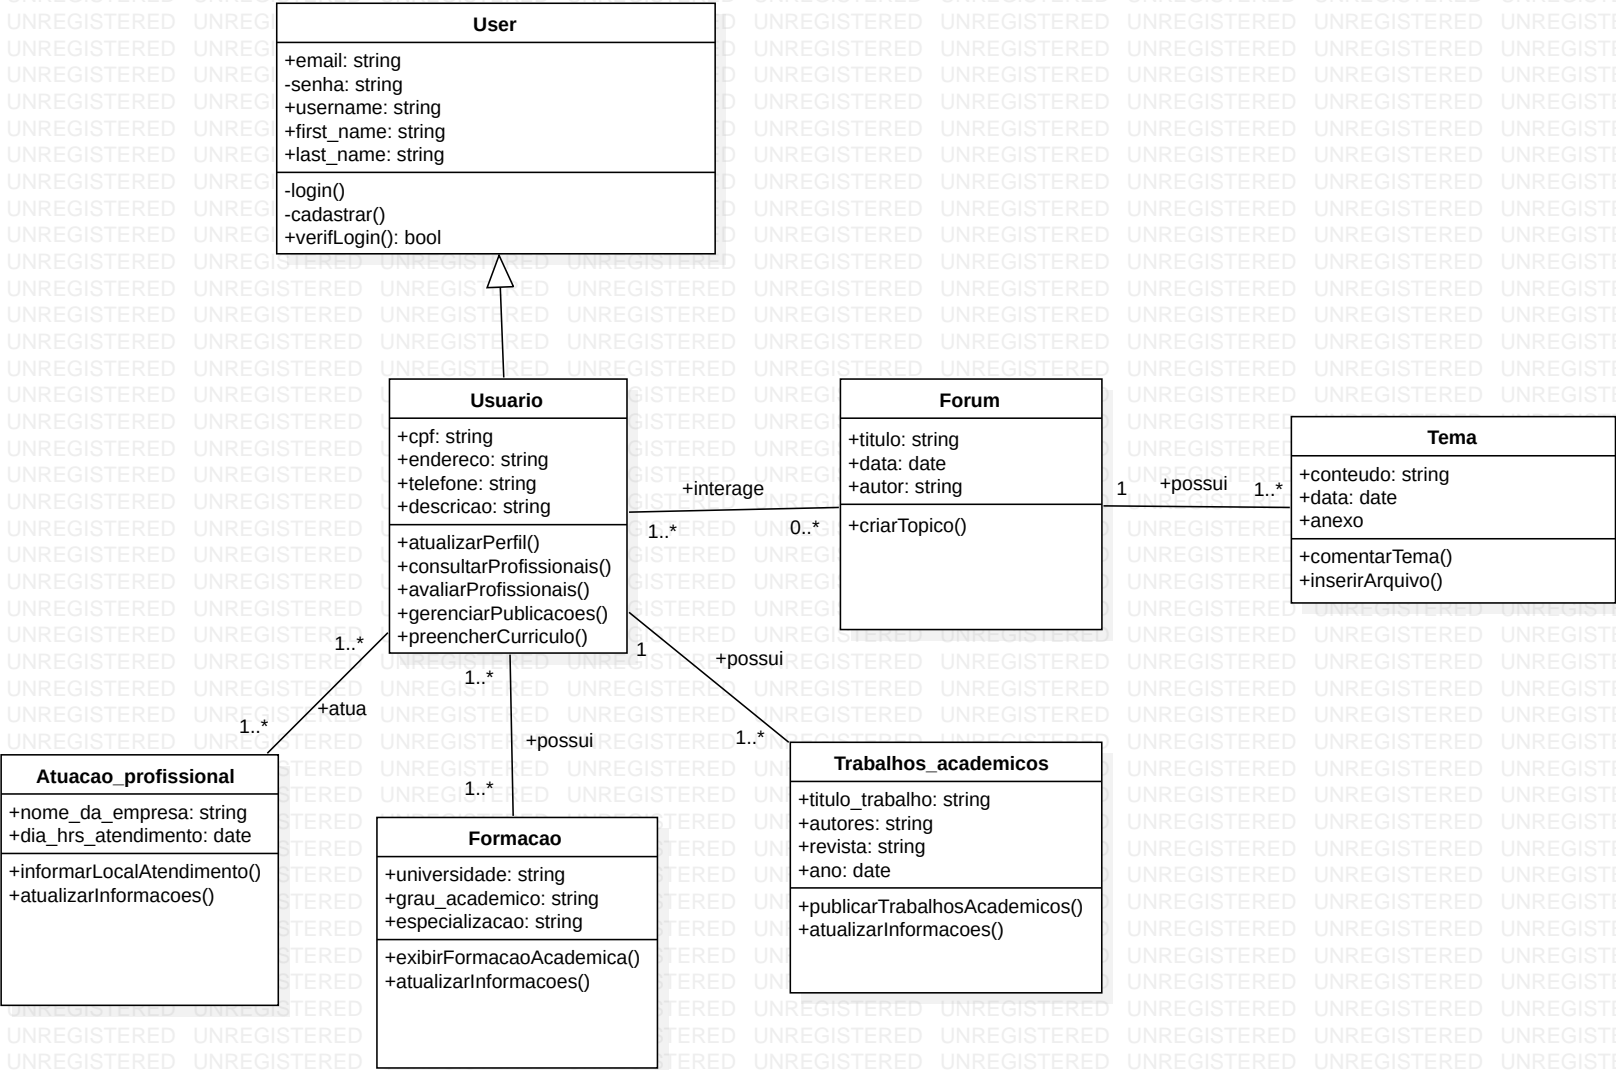 User
+email: string
-senha: string
+username: string
+first_name: string
+last_name: string
-login()
-cadastrar()
+verifLogin(): bool
Usuario
+cpf: string
+endereco: string
+telefone: string
+descricao: string
+atualizarPerfil()
+consultarProfissionais()
+avaliarProfissionais()
+gerenciarPublicacoes()
+preencherCurriculo()
+interage
1..*
0..*
Forum
+titulo: string
+data: date
+autor: string
+criarTopico()
1
+possui
1..*
Tema
+conteudo: string
+data: date
+anexo
+comentarTema()
+inserirArquivo()
1..*
+atua
1..*
1..*
+possui
1..*
1
+possui
1..*
Atuacao_profissional
+nome_da_empresa: string
+dia_hrs_atendimento: date
+informarLocalAtendimento()
+atualizarInformacoes()
Formacao
+universidade: string
+grau_academico: string
+especializacao: string
+exibirFormacaoAcademica()
+atualizarInformacoes()
Trabalhos_academicos
+titulo_trabalho: string
+autores: string
+revista: string
+ano: date
+publicarTrabalhosAcademicos()
+atualizarInformacoes()
UNREGISTERED